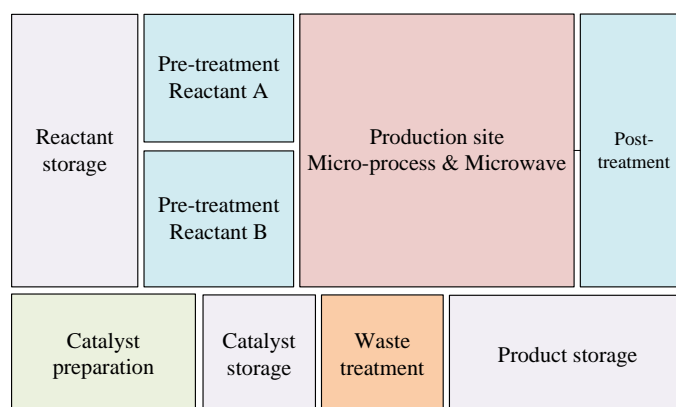 Reactant
storage
Pre-treatment
Reactant A
Pre-treatment
Reactant B
Production site
Micro-process & Microwave
Post-
treatment
Catalyst
preparation
Catalyst
storage
Waste
treatment
Product storage